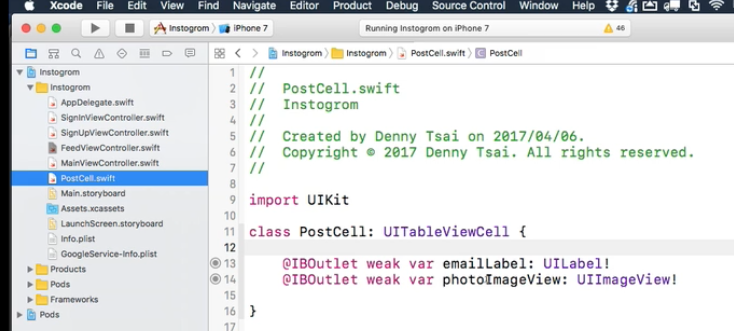 Xcode File Edit View Find Navigate Editor Product Debug Source Control Window Help
Instogrom iPhone 7 Running Instogrom on iPhone 7 46
Instogrom Instogrom PostCell.swift PostCell
Instogrom
Instogrom
AppDelegate.swift
SignInViewController.swift
SignUpViewController.swift
FeedViewController.swift
MainViewController.swift
PostCell.swift
Main.storyboard
Assets.xcassets
LaunchScreen.storyboard
Info.plist
GoogleService-Info.plist
Products
Pods
Frameworks
Pods
1 //
2 // PostCell.swift
3 // Instogrom
4 //
5 // Created by Denny Tsai on 2017/04/06.
6 // Copyright © 2017 Denny Tsai. All rights reserved.
7 //
8
9 import UIKit
10
11 class PostCell: UITableViewCell {
12
13 @IBOutlet weak var emailLabel: UILabel!
14 @IBOutlet weak var photoImageView: UIImageView!
15
16 }
17